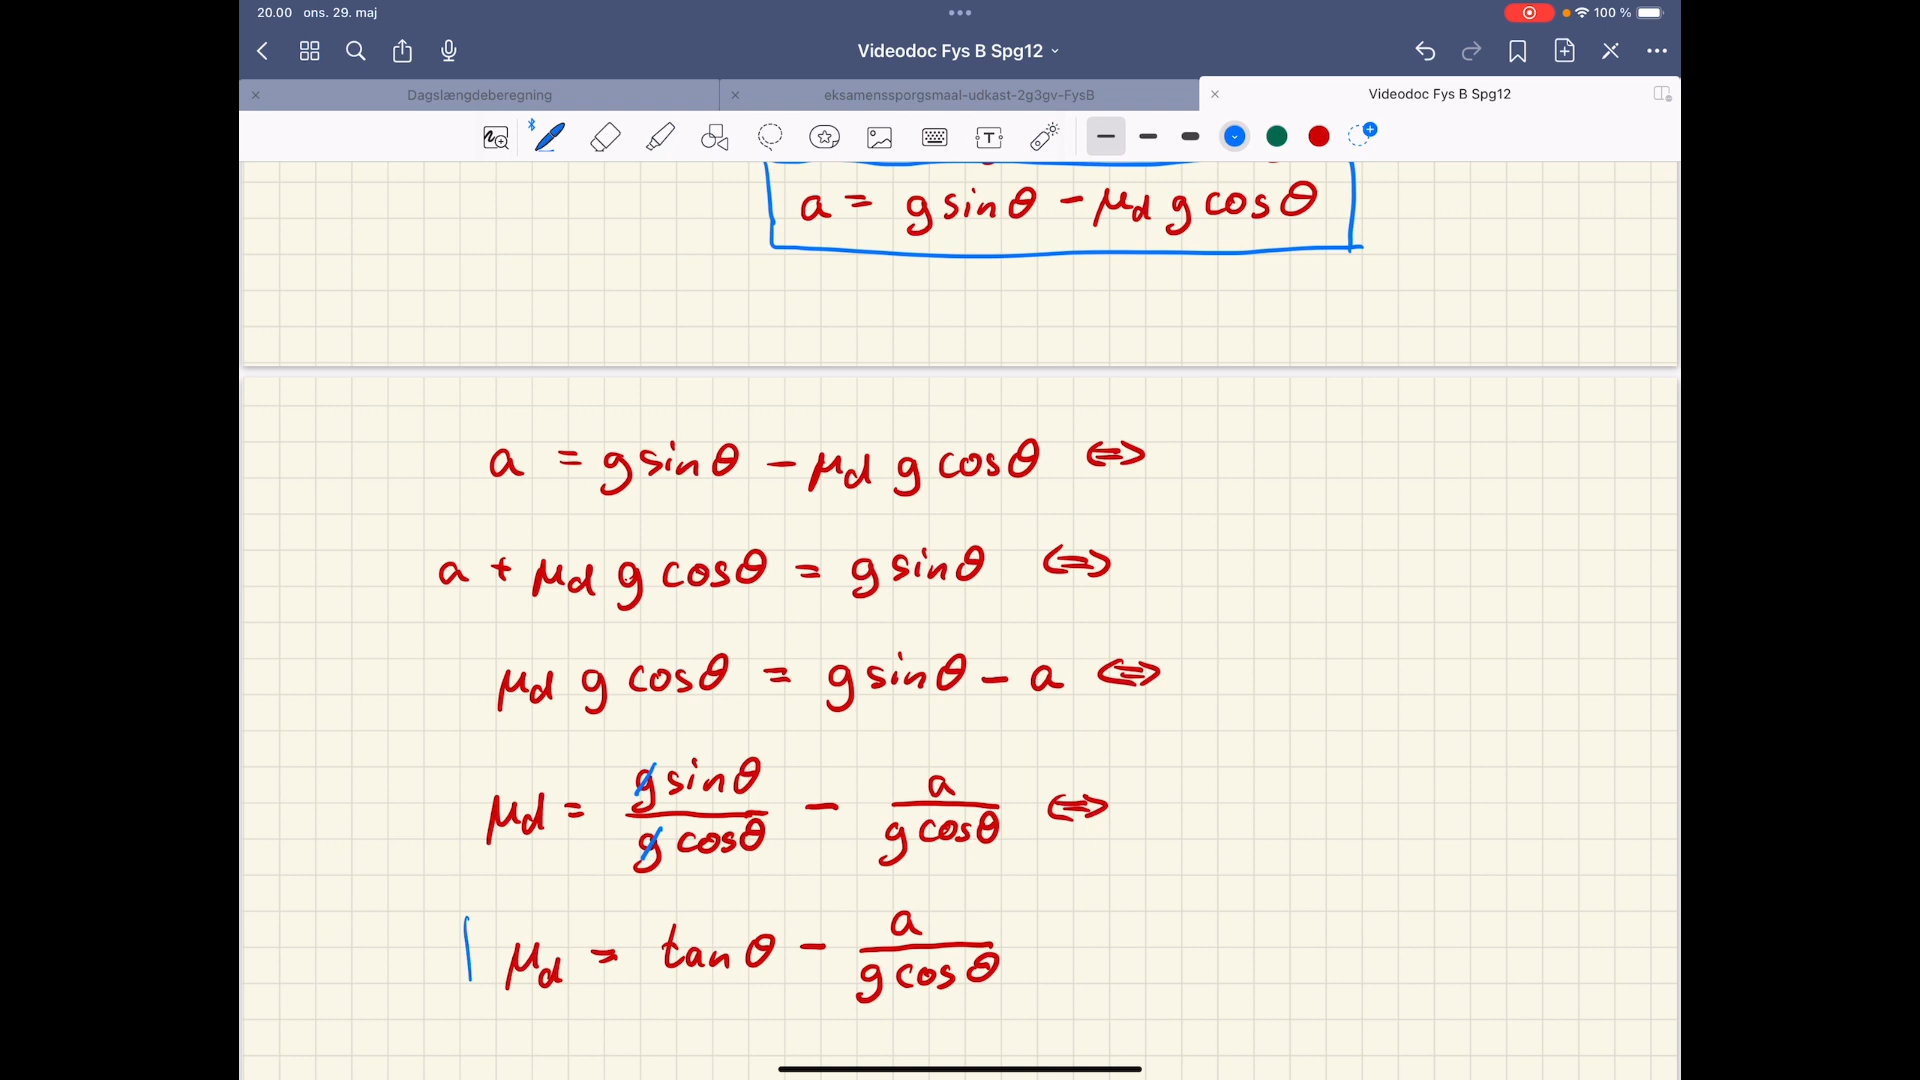 20.00 ons. 29. maj
100 %
Videodoc Fys B Spg12
Dagslængdeberegning
eksamenssporgsmaal-udkast-2g3gv-FysB
Videodoc Fys B Spg12
a = g sin θ - μd g cos θ
a = g sin θ - μd g cos θ ⇔
a + μd g cos θ = g sin θ ⇔
μd g cos θ = g sin θ - a ⇔
μd = g sin θ / g cos θ - a / g cos θ ⇔
μd = tan θ - a / g cos θ